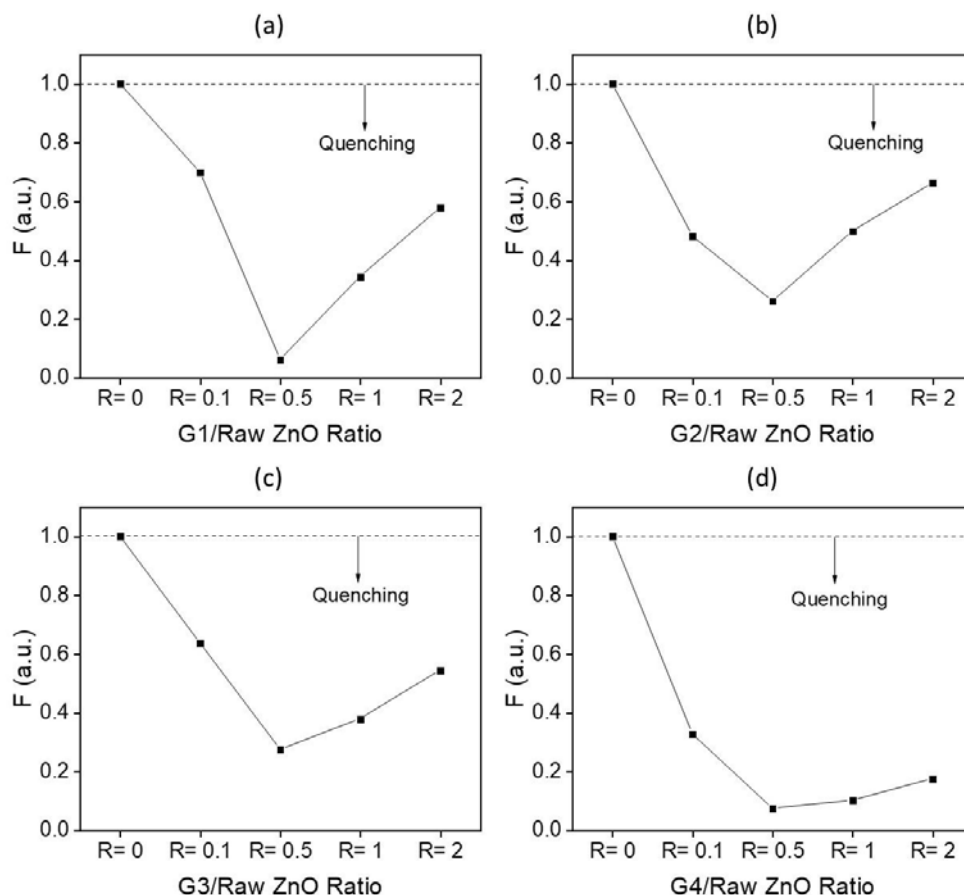 (a)
1.0
0.8
0.6
0.4
0.2
0.0
F (a.u.)
Quenching
R= 0 R= 0.1 R= 0.5 R= 1 R= 2
G1/Raw ZnO Ratio
(b)
1.0
0.8
0.6
0.4
0.2
0.0
F (a.u.)
Quenching
R= 0 R= 0.1 R= 0.5 R= 1 R= 2
G2/Raw ZnO Ratio
(c)
1.0
0.8
0.6
0.4
0.2
0.0
F (a.u.)
Quenching
R= 0 R= 0.1 R= 0.5 R= 1 R= 2
G3/Raw ZnO Ratio
(d)
1.0
0.8
0.6
0.4
0.2
0.0
F (a.u.)
Quenching
R= 0 R= 0.1 R= 0.5 R= 1 R= 2
G4/Raw ZnO Ratio